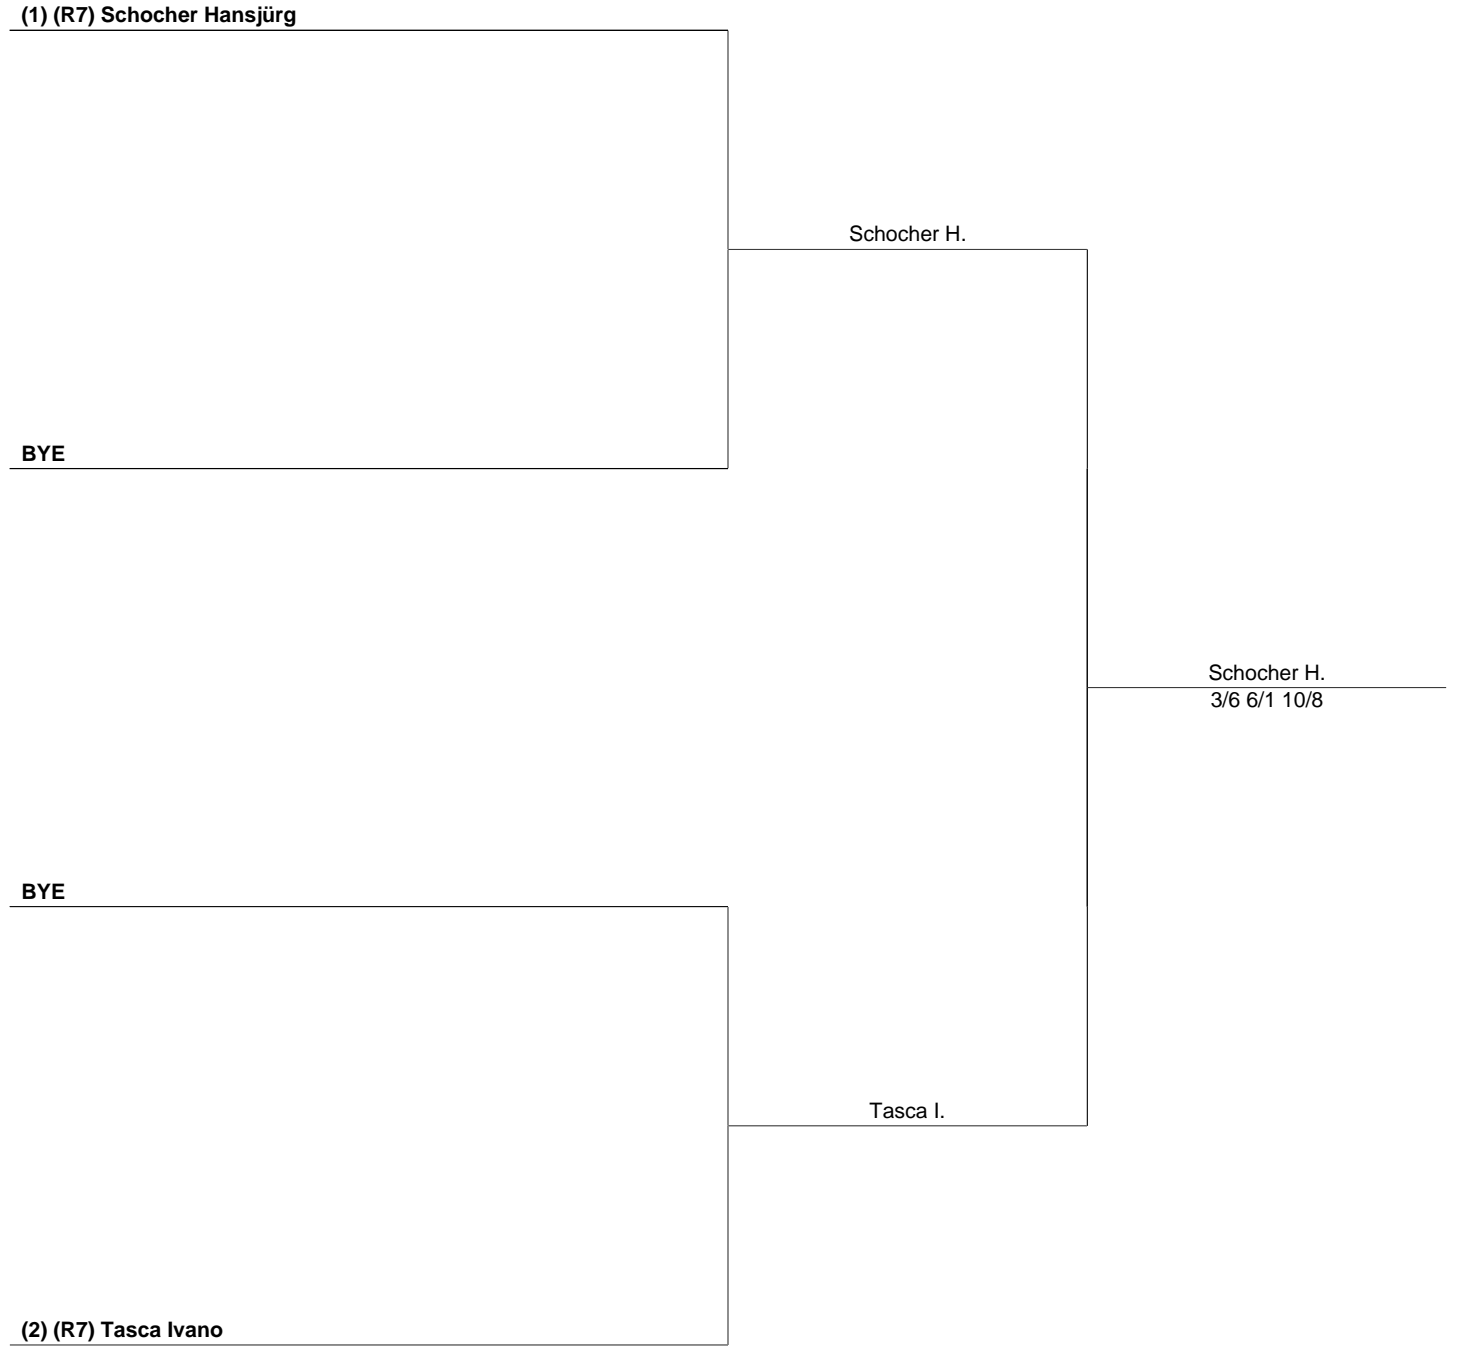 (1) (R7) Schocher Hansjürg
Schocher H.
BYE
Schocher H.
3/6 6/1 10/8
BYE
Tasca I.
(2) (R7) Tasca Ivano